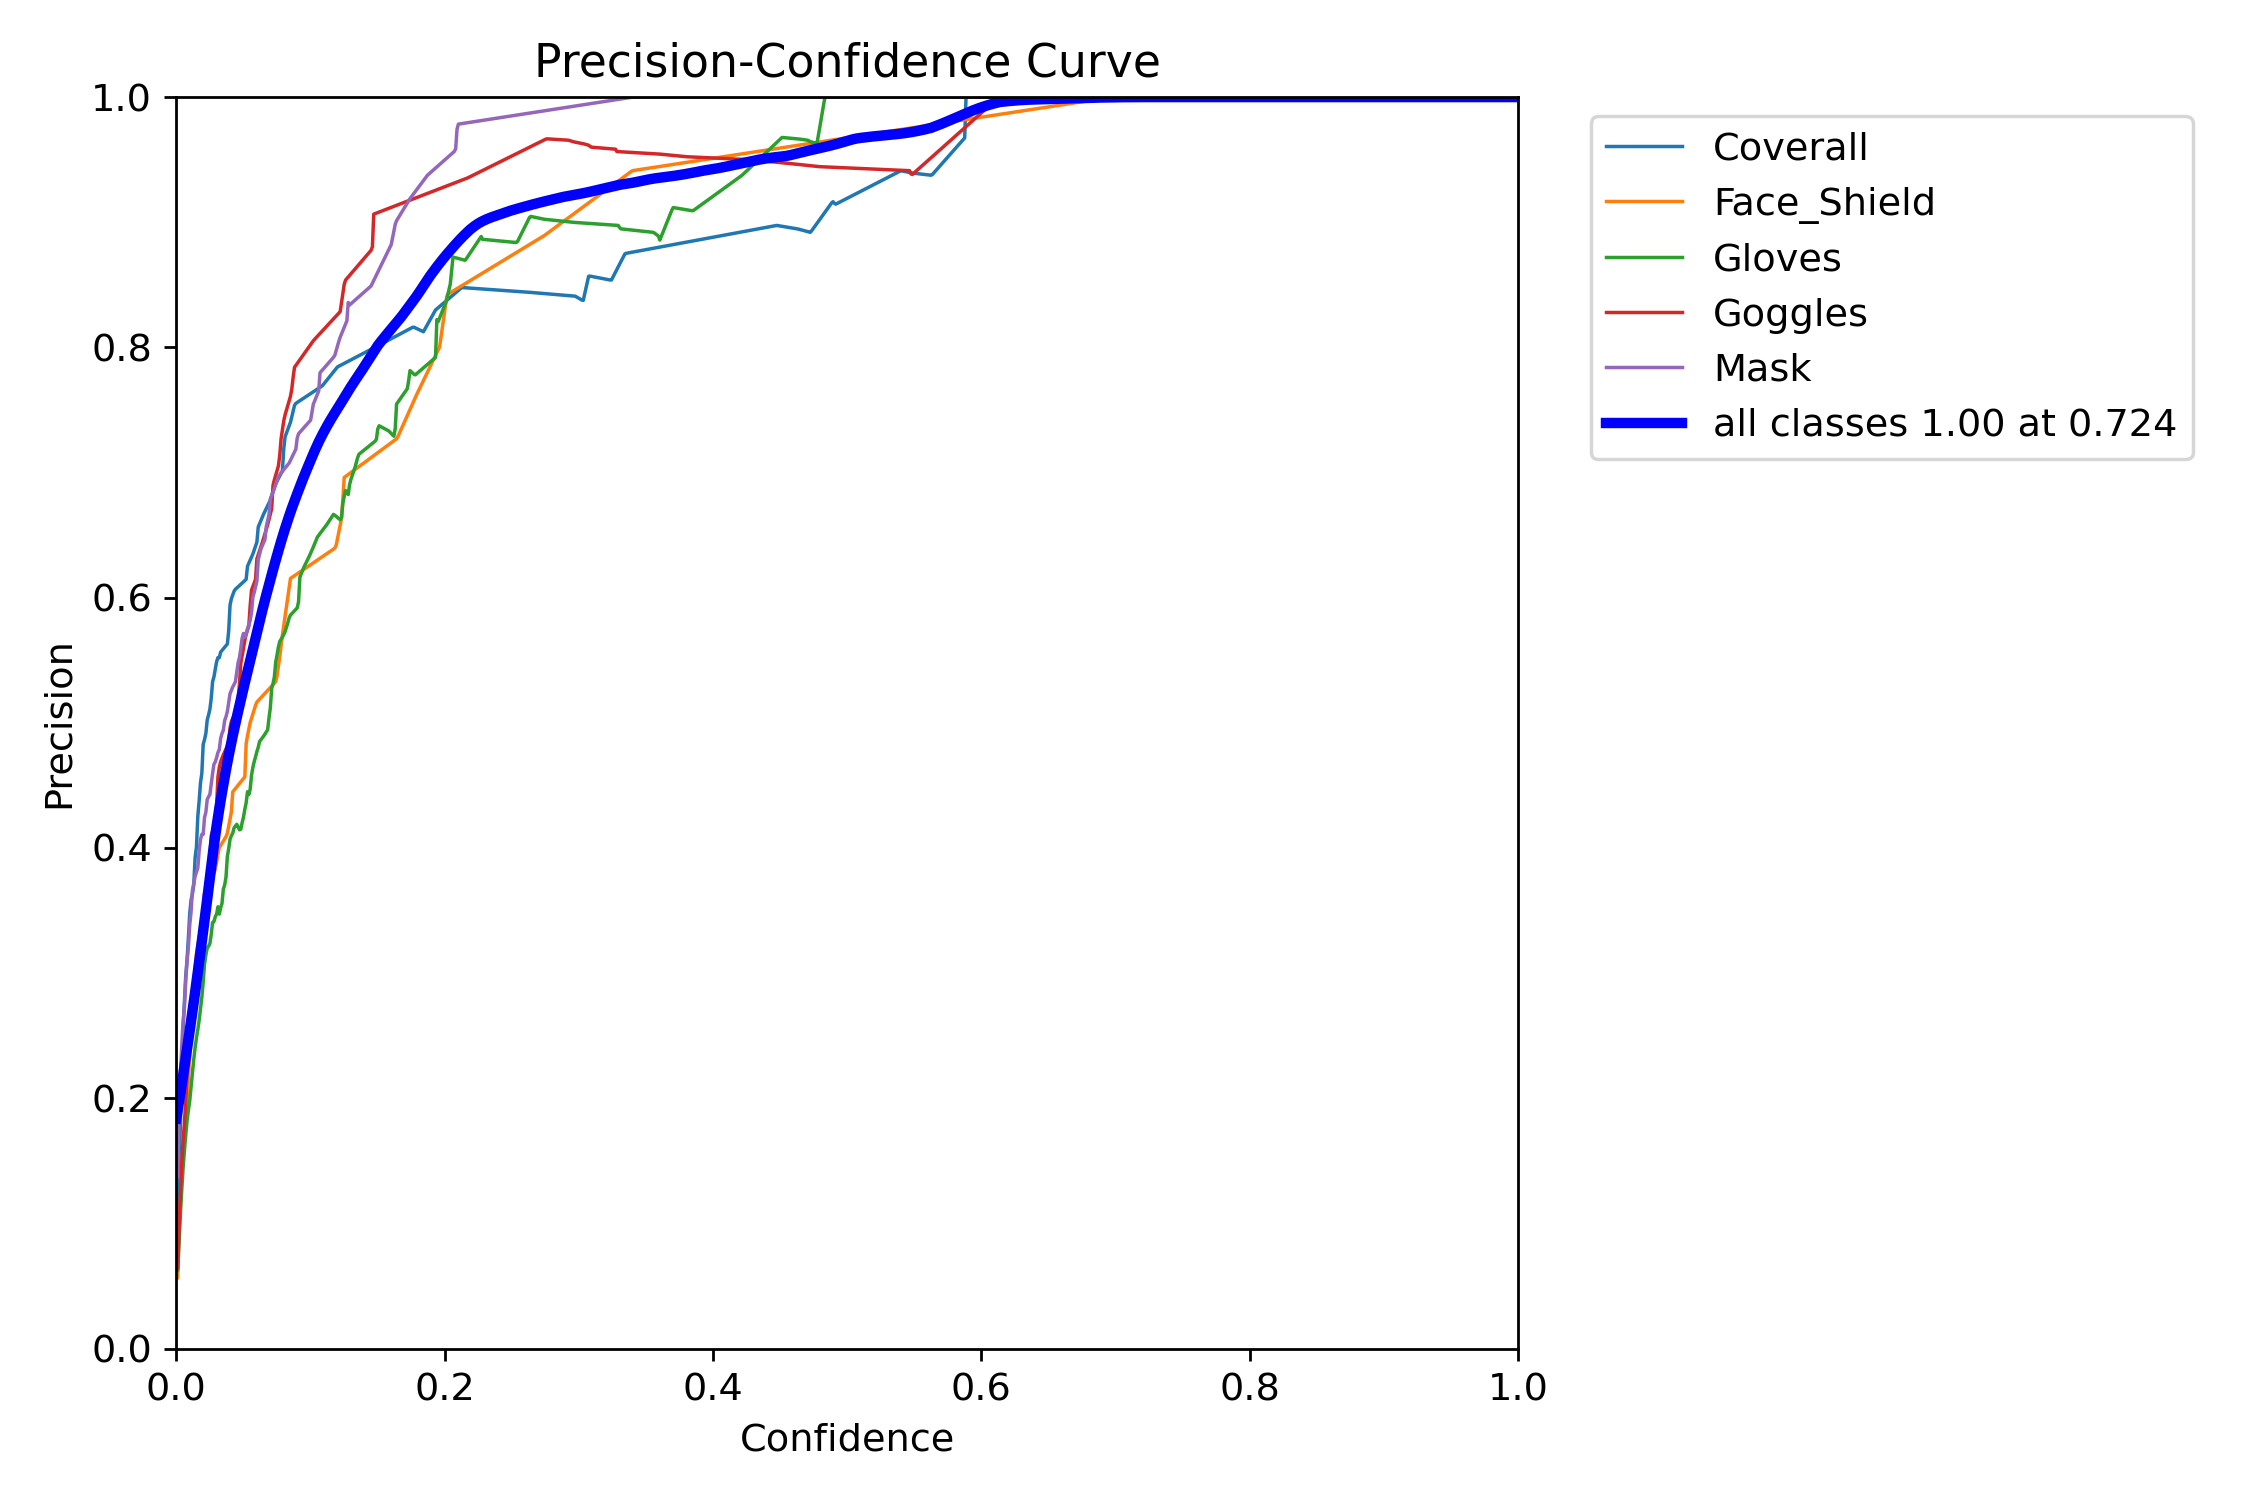 Precision-Confidence Curve
1.0
0.8
0.6
0.4
0.2
0.0
Precision
0.0 0.2 0.4 0.6 0.8 1.0
Confidence
Coverall
Face_Shield
Gloves
Goggles
Mask
all classes 1.00 at 0.724